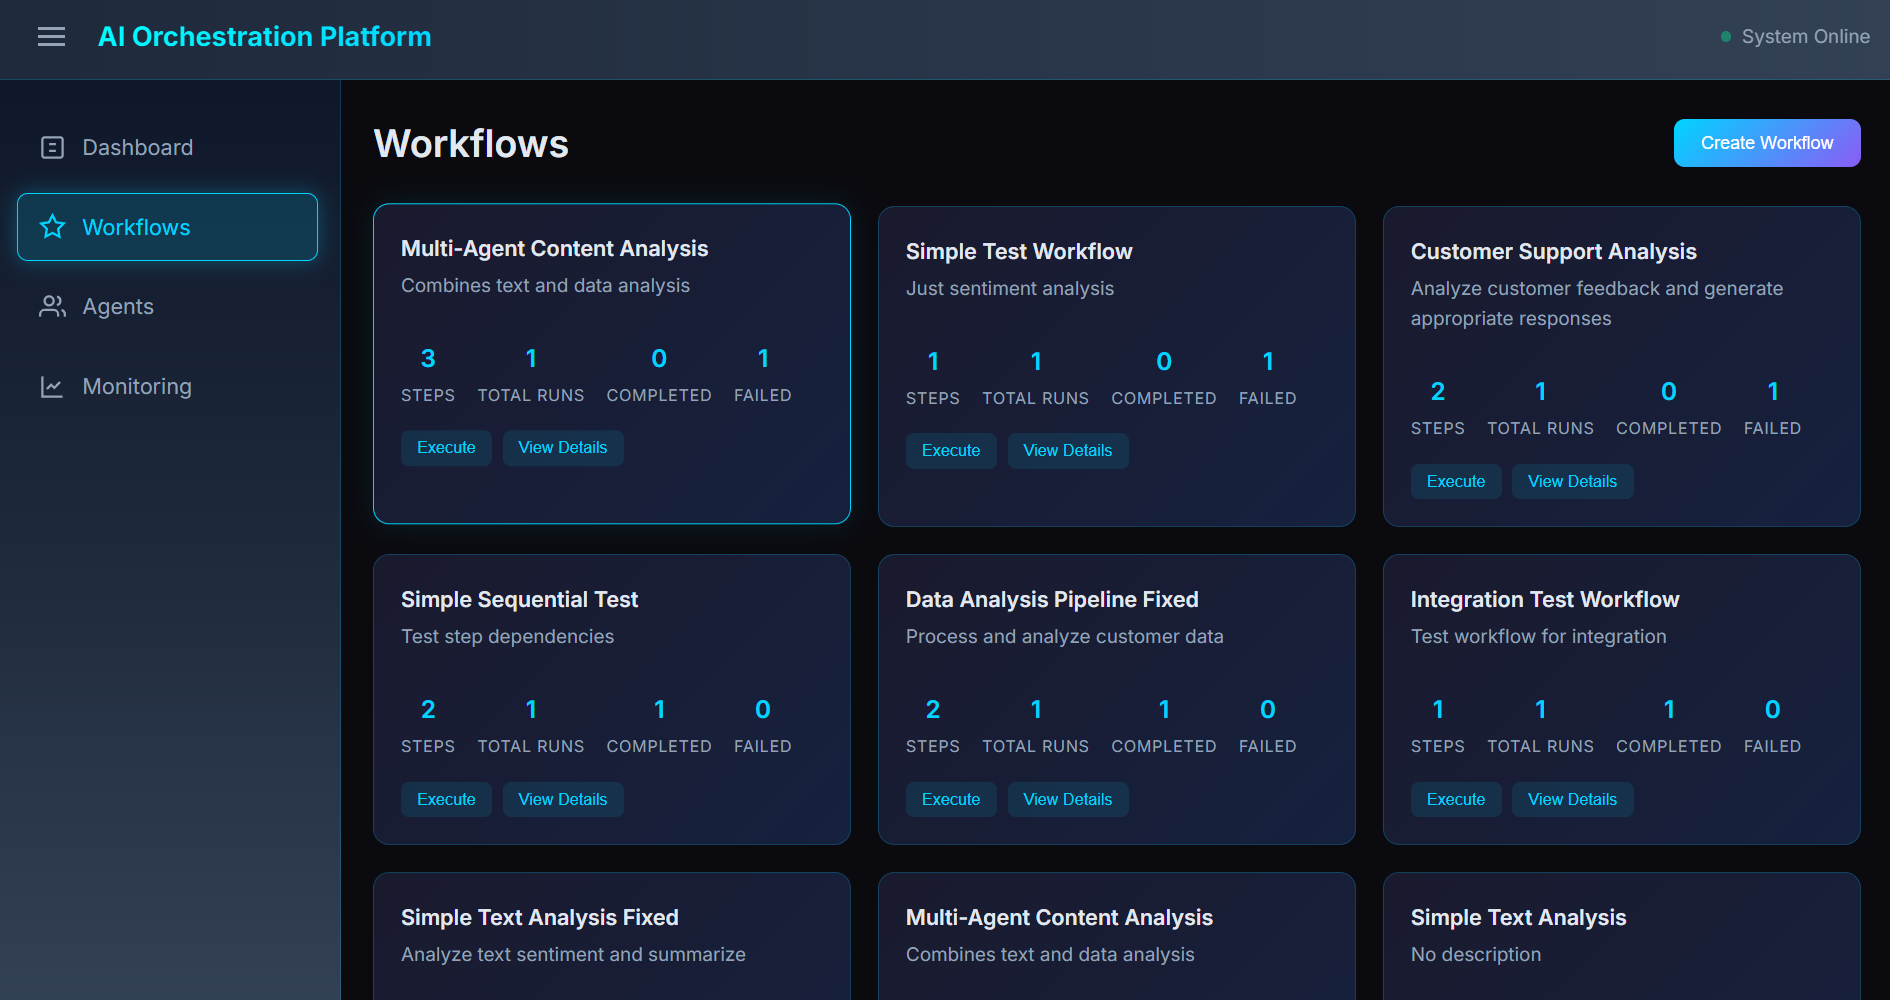 AI Orchestration Platform
System Online
Dashboard
Workflows
Agents
Monitoring
Workflows
Create Workflow
Multi-Agent Content Analysis
Combines text and data analysis
3 1 0 1
STEPS TOTAL RUNS COMPLETED FAILED
Execute View Details
Simple Test Workflow
Just sentiment analysis
1 1 0 1
STEPS TOTAL RUNS COMPLETED FAILED
Execute View Details
Customer Support Analysis
Analyze customer feedback and generate
appropriate responses
2 1 0 1
STEPS TOTAL RUNS COMPLETED FAILED
Execute View Details
Simple Sequential Test
Test step dependencies
2 1 1 0
STEPS TOTAL RUNS COMPLETED FAILED
Execute View Details
Data Analysis Pipeline Fixed
Process and analyze customer data
2 1 1 0
STEPS TOTAL RUNS COMPLETED FAILED
Execute View Details
Integration Test Workflow
Test workflow for integration
1 1 1 0
STEPS TOTAL RUNS COMPLETED FAILED
Execute View Details
Simple Text Analysis Fixed
Analyze text sentiment and summarize
Multi-Agent Content Analysis
Combines text and data analysis
Simple Text Analysis
No description